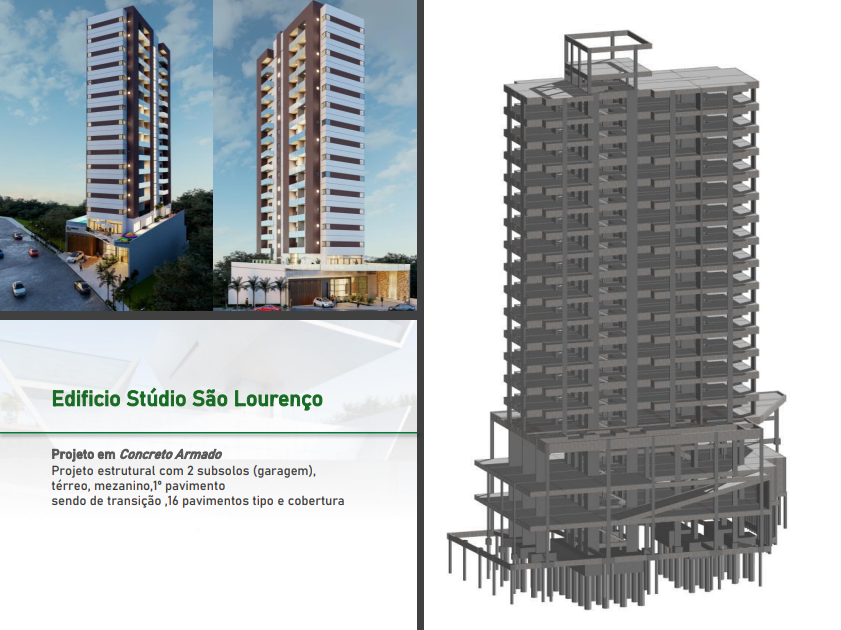 Edificio Stúdio São Lourenço
Projeto em Concreto Armado
Projeto estrutural com 2 subsolos (garagem),
térreo, mezanino,1º pavimento
sendo de transição ,16 pavimentos tipo e cobertura